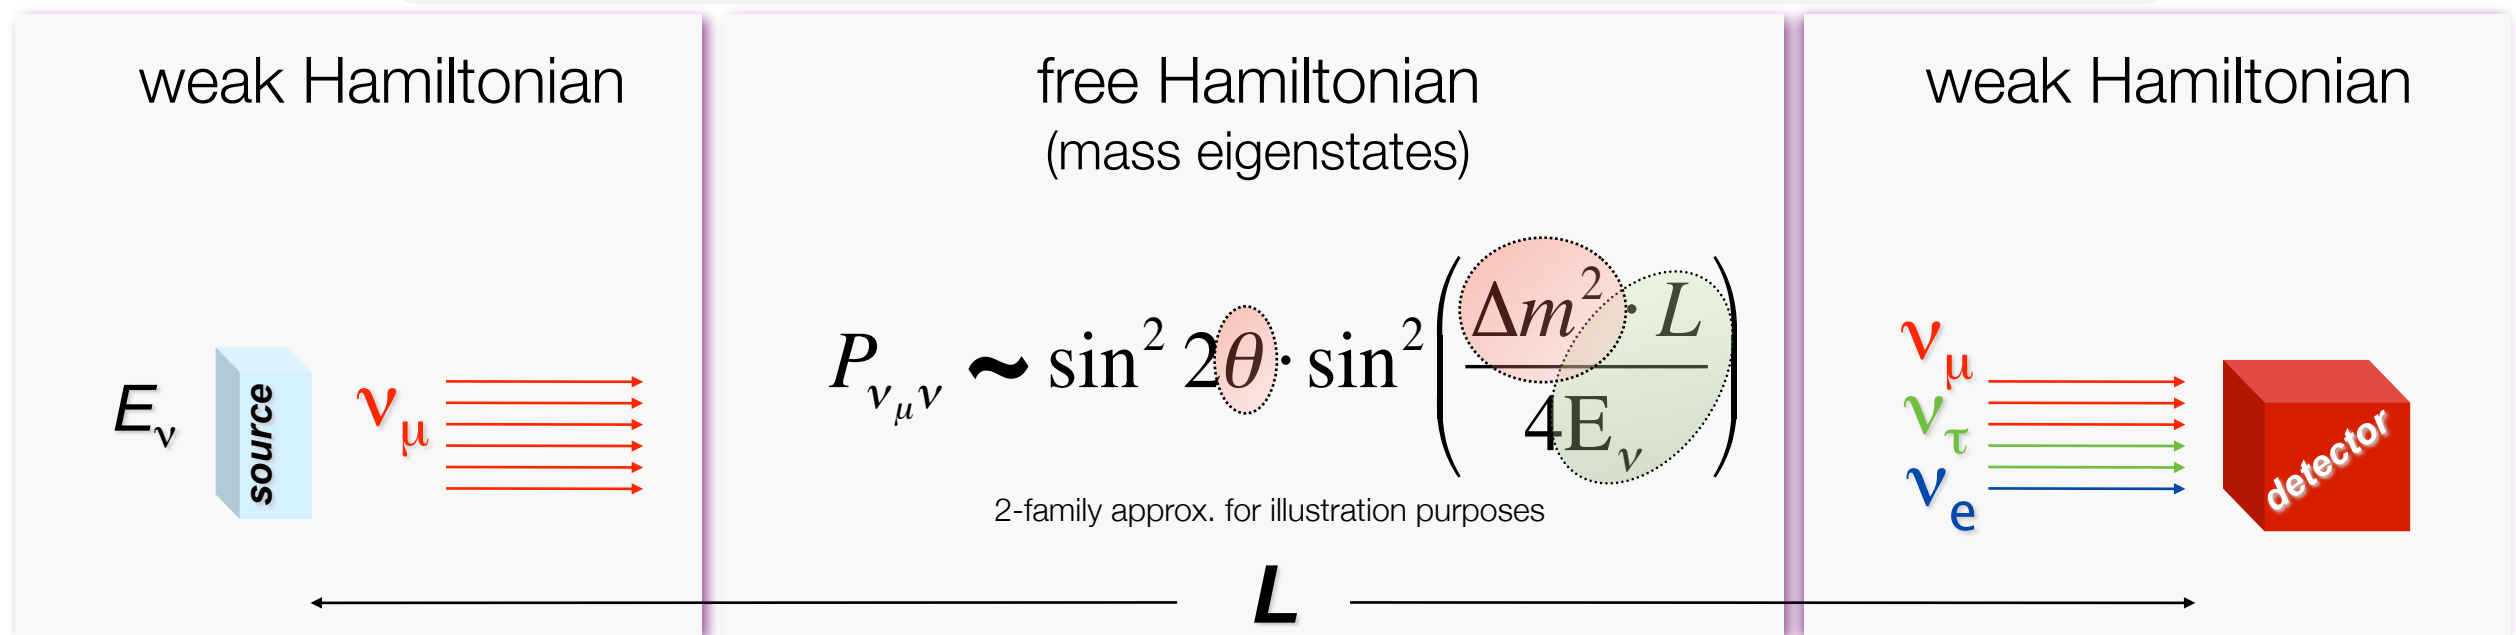 weak Hamiltonian
E_ν
source
ν_μ
free Hamiltonian
(mass eigenstates)
P_{ν_μ ν} ~ sin² 2θ · sin² (Δm² · L / 4E_ν)
2-family approx. for illustration purposes
L
weak Hamiltonian
ν_μ
ν_τ
ν_e
detector